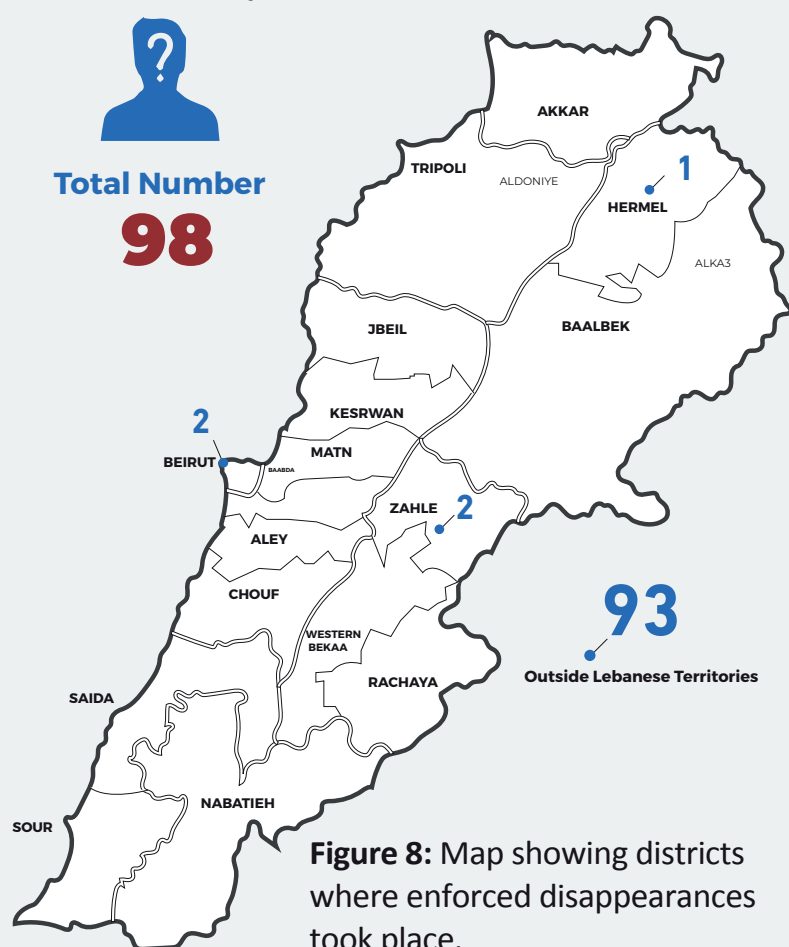 ?
Total Number
98
AKKAR
TRIPOLI
ALDONIYE
1
HERMEL
ALKA3
JBEIL
BAALBEK
KESRWAN
2
MATN
BEIRUT
BAABDA
ZAHLE
2
ALEY
CHOUF
93
WESTERN
BEKAA
Outside Lebanese Territories
RACHAYA
SAIDA
NABATIEH
SOUR
Figure 8: Map showing districts
where enforced disappearances
took place.